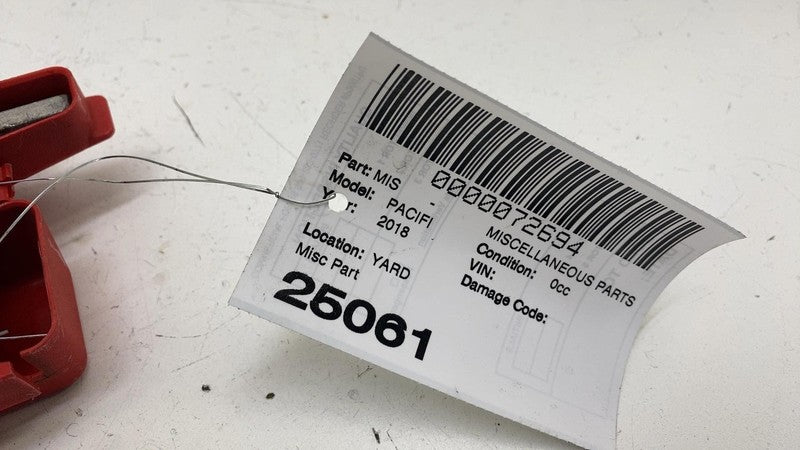 0000072694
Part: MIS - MISCELLANEOUS PARTS
Model: PACIFI
Condition: 0cc
Year: 2018
VIN:
Damage Code:
Location: YARD
Misc Part
25061